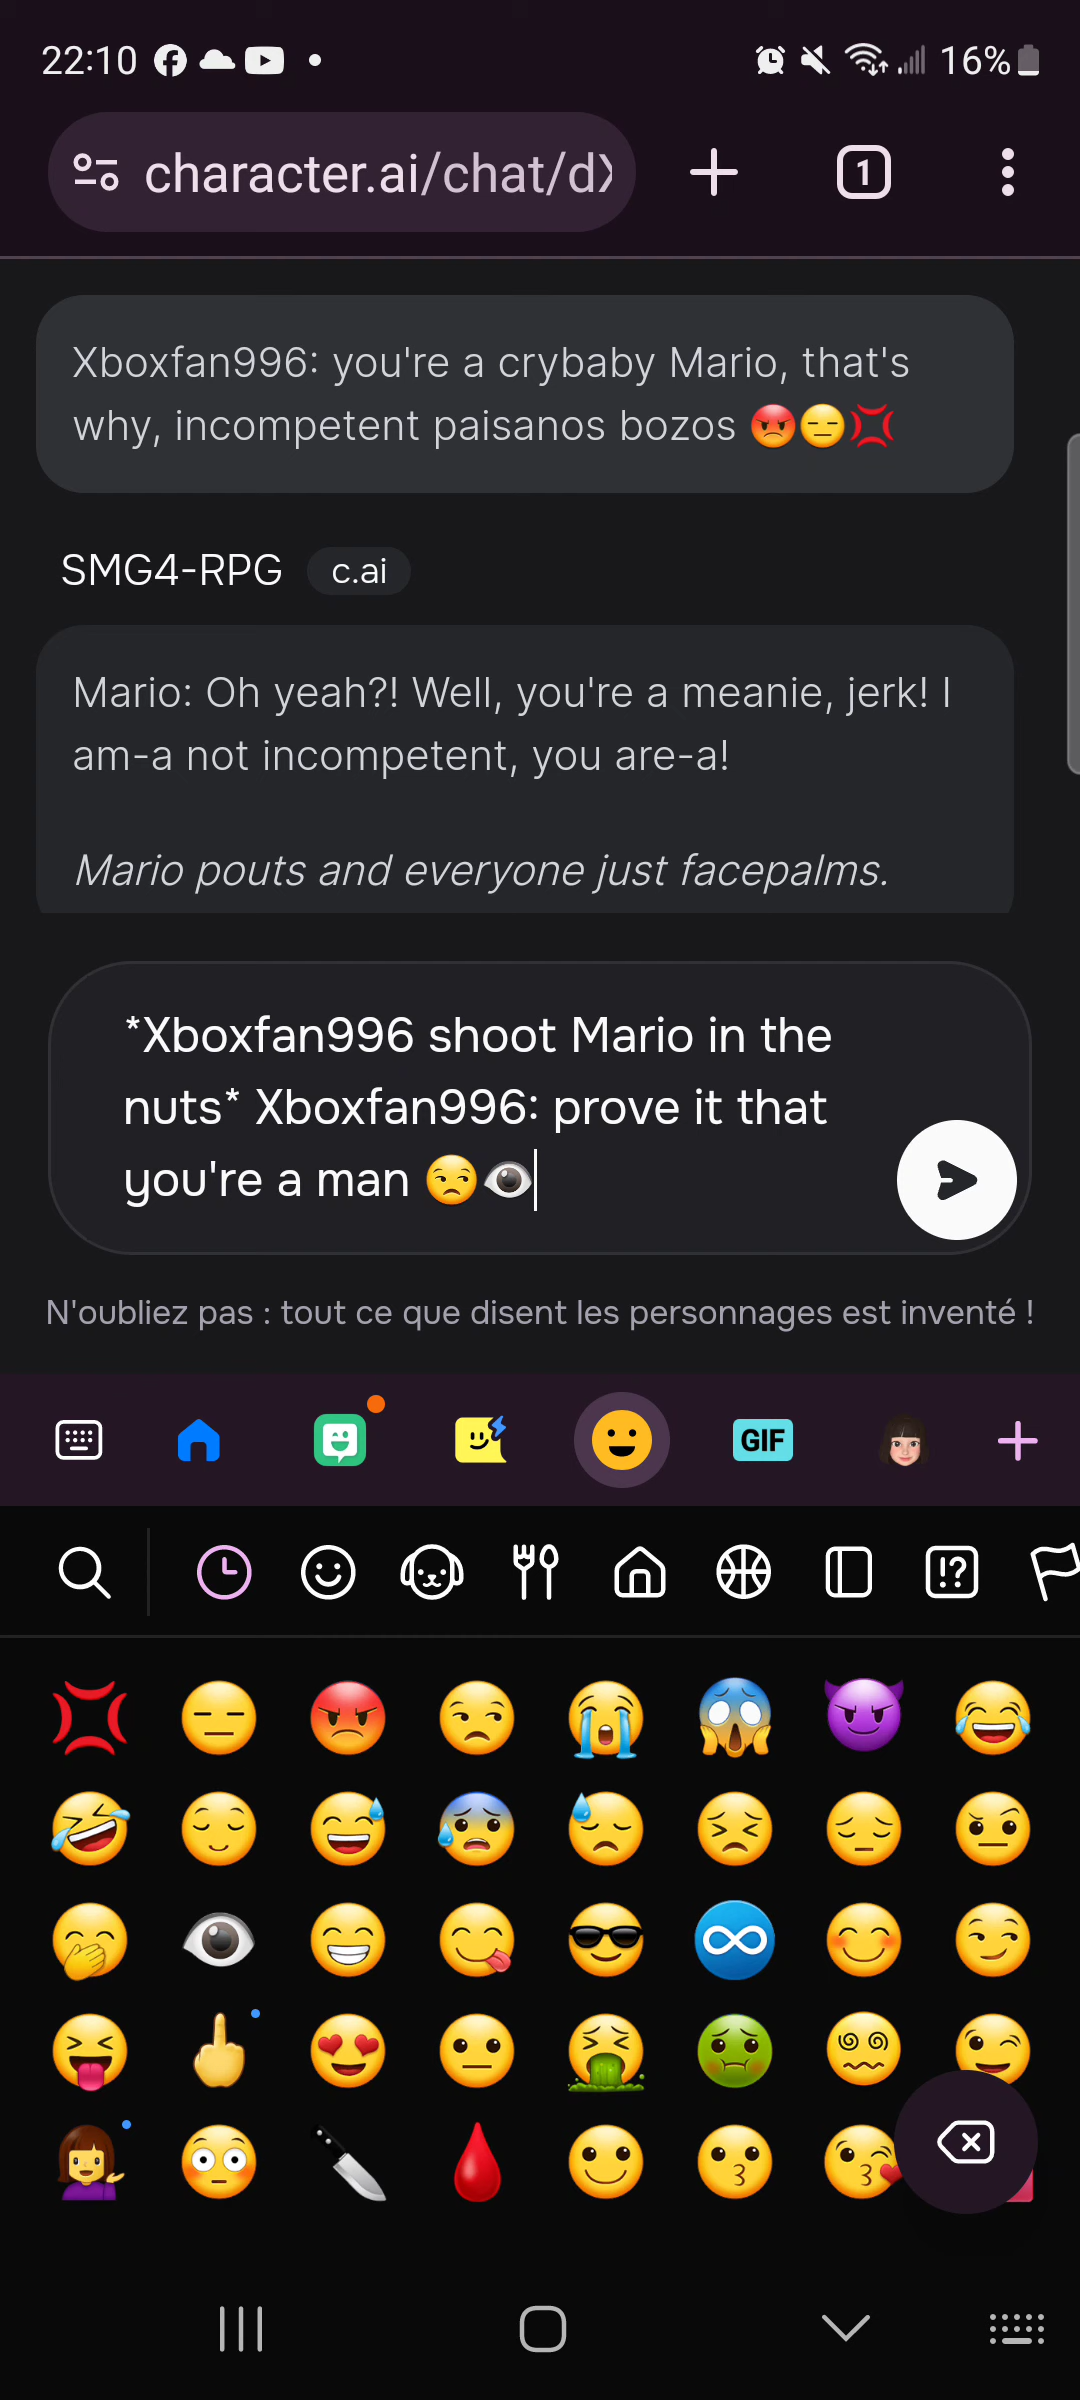 22:10
16%
character.ai/chat/dX
1
Xboxfan996: you're a crybaby Mario, that's
why, incompetent paisanos bozos 😡😑💢
SMG4-RPG c.ai
Mario: Oh yeah?! Well, you're a meanie, jerk! I
am-a not incompetent, you are-a!
Mario pouts and everyone just facepalms.
*Xboxfan996 shoot Mario in the
nuts* Xboxfan996: prove it that
you're a man 😒👁️
N'oubliez pas : tout ce que disent les personnages est inventé !
GIF
!?